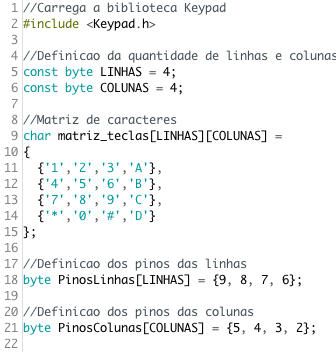 1 //Carrega a biblioteca Keypad
2 #include <Keypad.h>
3
4 //Definicao da quantidade de linhas e colunas
5 const byte LINHAS = 4;
6 const byte COLUNAS = 4;
7
8 //Matriz de caracteres
9 char matriz_teclas[LINHAS][COLUNAS] =
10 {
11 {'1','2','3','A'},
12 {'4','5','6','B'},
13 {'7','8','9','C'},
14 {'*','0','#','D'}
15 };
16
17 //Definicao dos pinos das linhas
18 byte PinosLinhas[LINHAS] = {9, 8, 7, 6};
19
20 //Definicao dos pinos das colunas
21 byte PinosColunas[COLUNAS] = {5, 4, 3, 2};
22